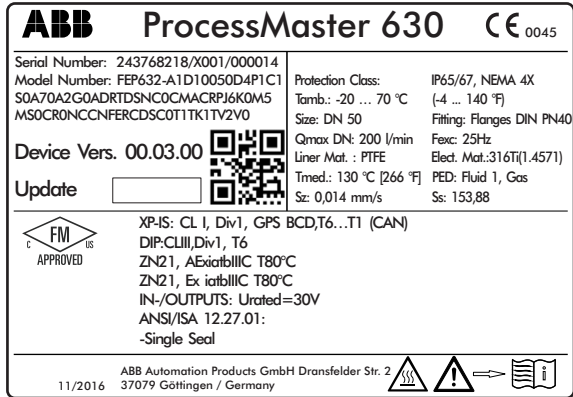 ABB ProcessMaster 630 CE 0045
Serial Number: 243768218/X001/000014
Model Number: FEP632-A1D10050D4P1C1
S0A70A2G0ADRTDSNC0CMACRPJ6K0M5
MS0CR0NCCNFERCDSC0T1TK1TV2V0
Device Vers. 00.03.00
Update
Protection Class: IP65/67, NEMA 4X
Tamb.: -20 ... 70 °C (-4 ... 140 °F)
Size: DN 50 Fitting: Flanges DIN PN40
Qmax DN: 200 l/min Fexc: 25Hz
Liner Mat. : PTFE Elect. Mat.:316Ti(1.4571)
Tmed.: 130 °C [266 °F] PED: Fluid 1, Gas
Sz: 0,014 mm/s Ss: 153,88
c FM US
APPROVED
XP-IS: CL I, Div1, GPS BCD,T6...T1 (CAN)
DIP:CLIII,Div1, T6
ZN21, AExiatbIIIC T80°C
ZN21, Ex iatbIIIC T80°C
IN-/OUTPUTS: Urated=30V
ANSI/ISA 12.27.01:
-Single Seal
11/2016
ABB Automation Products GmbH Dransfelder Str. 2
37079 Göttingen / Germany